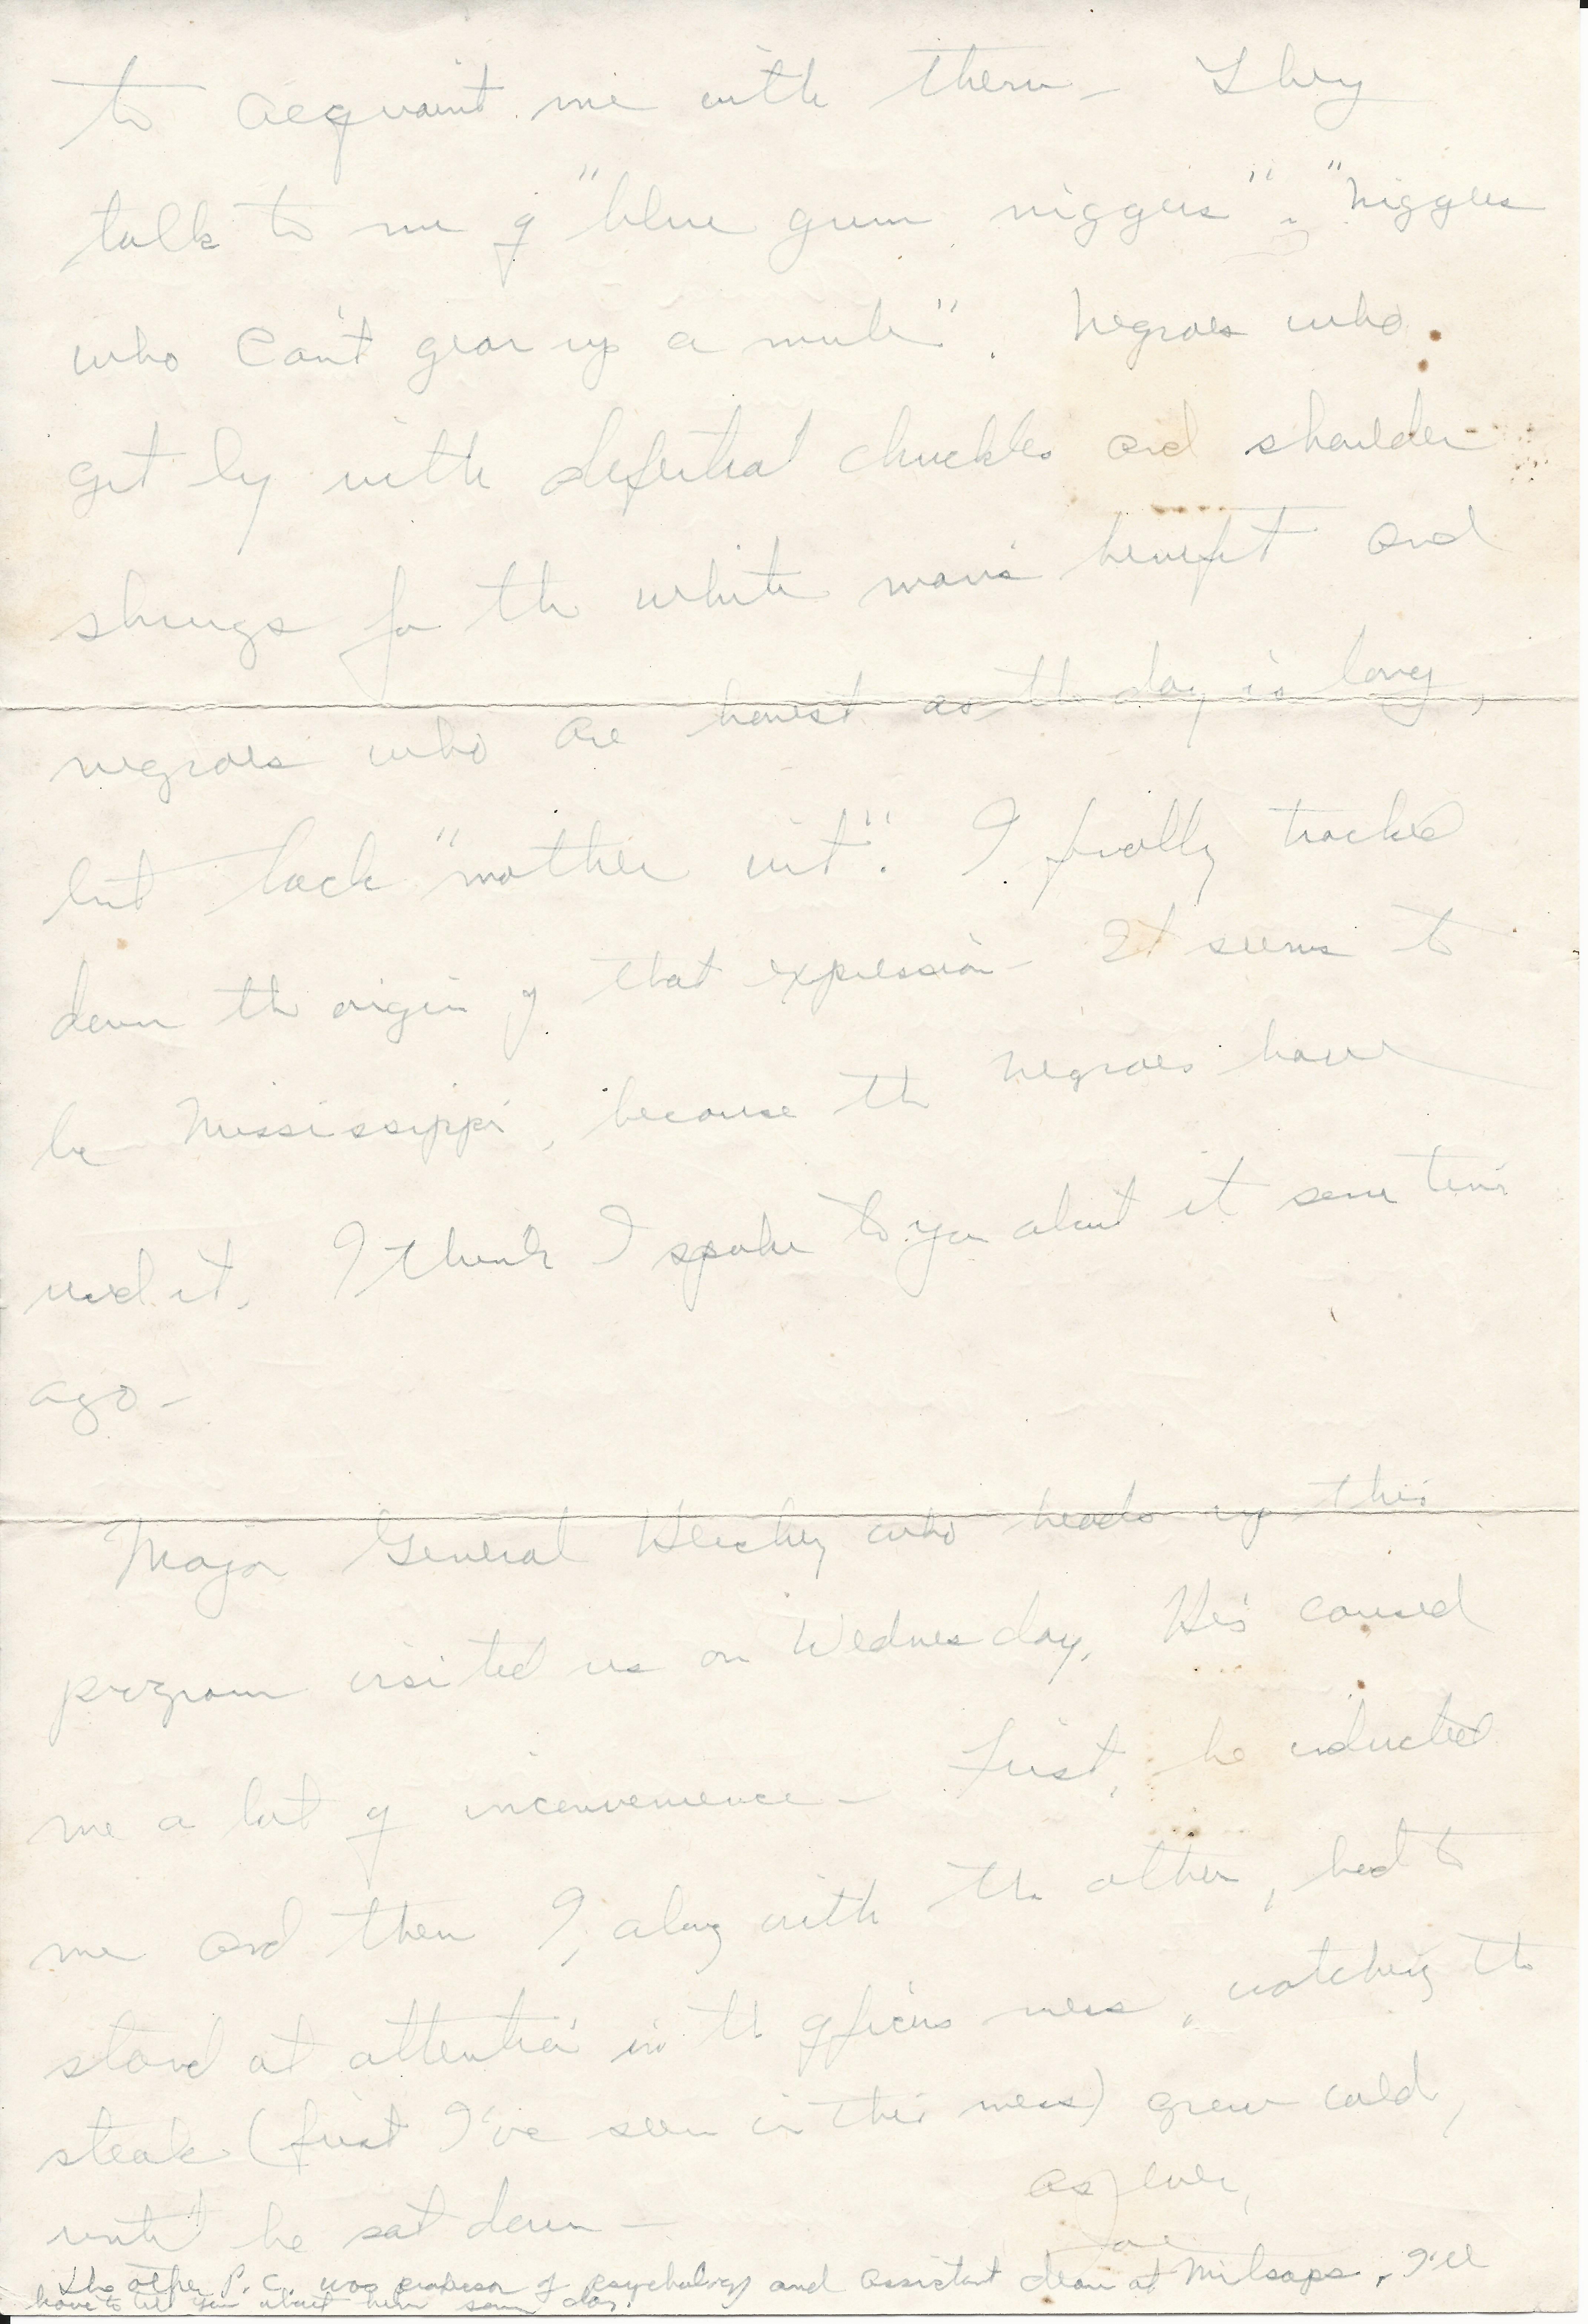 to acquaint me with them – They
talk to me of "blue gum niggers", "niggers
who can't gear up a mule". Negroes who
get by with deferential chuckles and shoulder
shrugs for the white man's benefit and
negroes who are honest as the day is long,
but lack "mother wit". I finally tracked
down the origin of that expression – It seems to
be Mississippi, because the negroes have
used it. I think I spoke to you about it some time
ago –
Major General Hershey who heads up this
program visited us on Wednesday. He's caused
me a lot of inconvenience – First, he inducted
me and then I, along with the others, had to
stand at attention in the officers mess, watching the
steak (first I've seen in this mess) grow cold,
until he sat down –
as ever,
Joe
The other P.C. was professor of psychology and assistant dean at Milsaps. I'll
have to tell you about him some day.